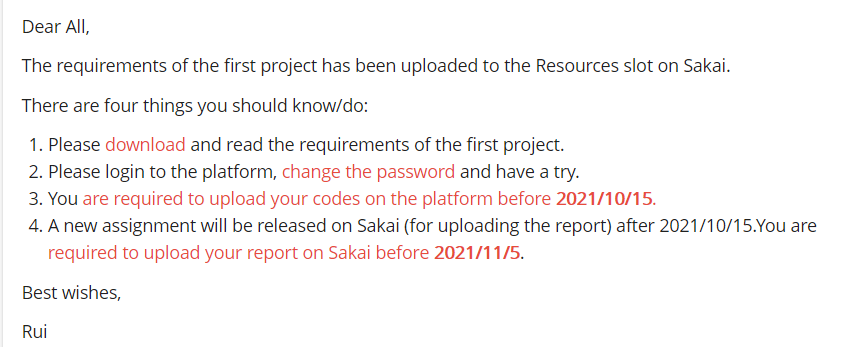 Dear All,
The requirements of the first project has been uploaded to the Resources slot on Sakai.
There are four things you should know/do:
1. Please download and read the requirements of the first project.
2. Please login to the platform, change the password and have a try.
3. You are required to upload your codes on the platform before 2021/10/15.
4. A new assignment will be released on Sakai (for uploading the report) after 2021/10/15.You are
required to upload your report on Sakai before 2021/11/5.
Best wishes,
Rui